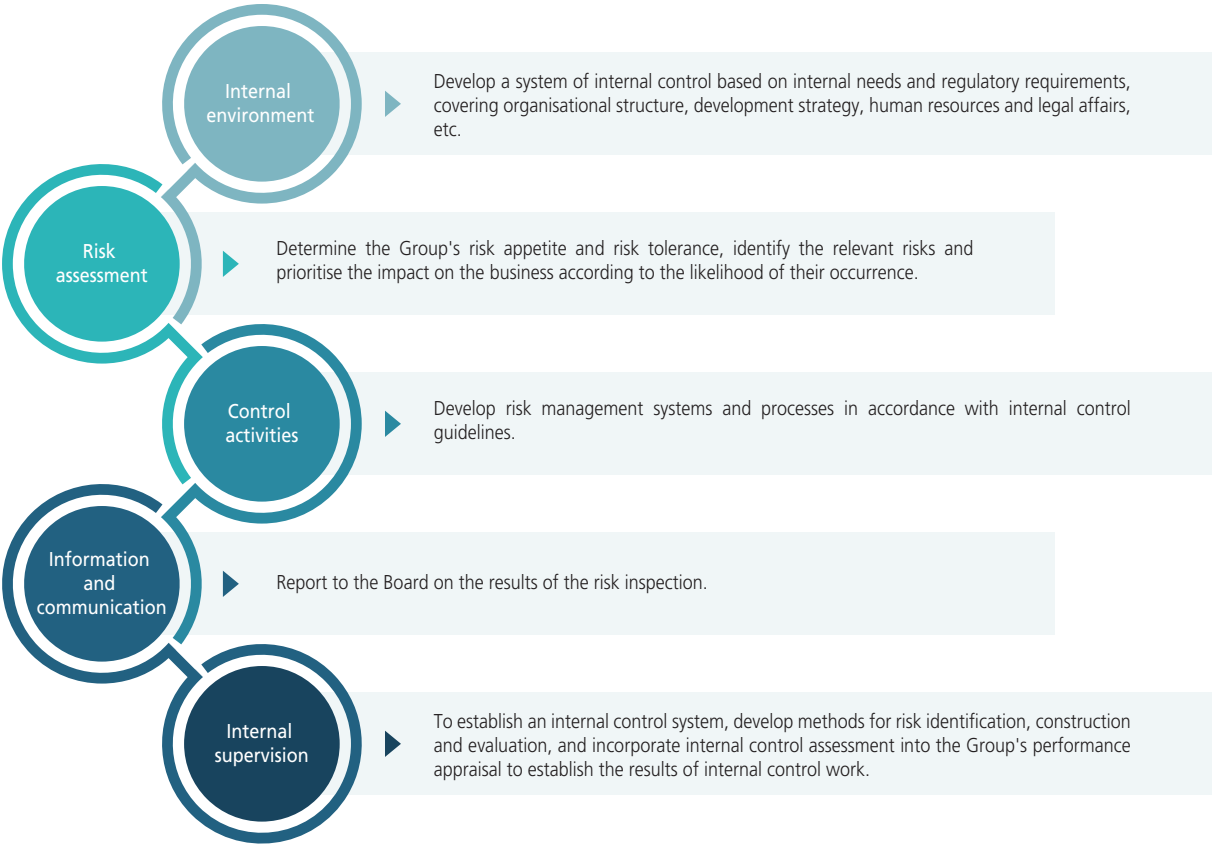 Internal
environment
Develop a system of internal control based on internal needs and regulatory requirements,
covering organisational structure, development strategy, human resources and legal affairs,
etc.
Risk
assessment
Determine the Group's risk appetite and risk tolerance, identify the relevant risks and
prioritise the impact on the business according to the likelihood of their occurrence.
Control
activities
Develop risk management systems and processes in accordance with internal control
guidelines.
Information
and
communication
Report to the Board on the results of the risk inspection.
Internal
supervision
To establish an internal control system, develop methods for risk identification, construction
and evaluation, and incorporate internal control assessment into the Group's performance
appraisal to establish the results of internal control work.